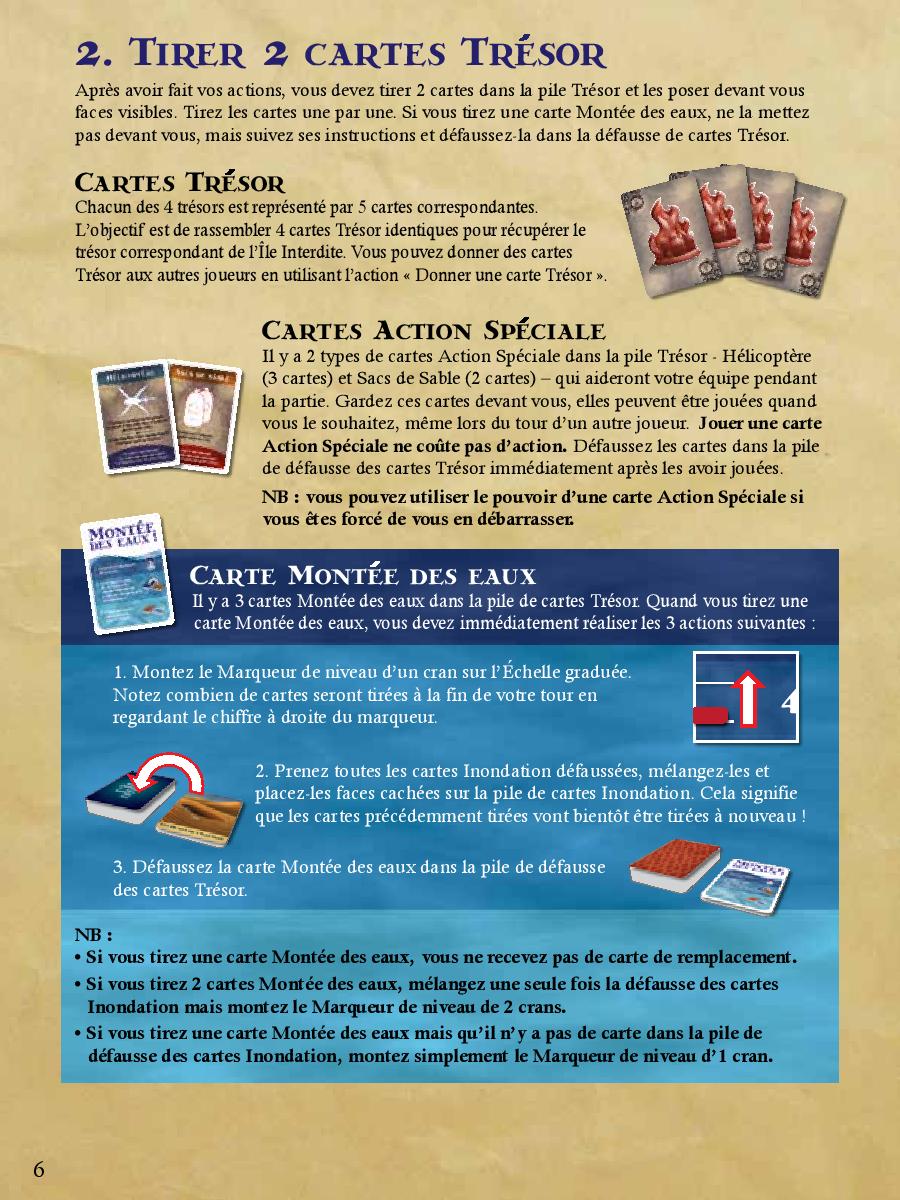 2. Tirer 2 cartes Trésor
Après avoir fait vos actions, vous devez tirer 2 cartes dans la pile Trésor et les poser devant vous
faces visibles. Tirez les cartes une par une. Si vous tirez une carte Montée des eaux, ne la mettez
pas devant vous, mais suivez ses instructions et défaussez-la dans la défausse de cartes Trésor.
Cartes Trésor
Chacun des 4 trésors est représenté par 5 cartes correspondantes.
L'objectif est de rassembler 4 cartes Trésor identiques pour récupérer le
trésor correspondant de l'Île Interdite. Vous pouvez donner des cartes
Trésor aux autres joueurs en utilisant l'action « Donner une carte Trésor ».
Cartes Action Spéciale
Il y a 2 types de cartes Action Spéciale dans la pile Trésor - Hélicoptère
(3 cartes) et Sacs de Sable (2 cartes) – qui aideront votre équipe pendant
la partie. Gardez ces cartes devant vous, elles peuvent être jouées quand
vous le souhaitez, même lors du tour d'un autre joueur. Jouer une carte
Action Spéciale ne coûte pas d'action. Défaussez les cartes dans la pile
de défausse des cartes Trésor immédiatement après les avoir jouées.
NB : vous pouvez utiliser le pouvoir d'une carte Action Spéciale si
vous êtes forcé de vous en débarrasser.
Montée
des eaux !
Carte Montée des eaux
Il y a 3 cartes Montée des eaux dans la pile de cartes Trésor. Quand vous tirez une
carte Montée des eaux, vous devez immédiatement réaliser les 3 actions suivantes :
1. Montez le Marqueur de niveau d'un cran sur l'Échelle graduée.
Notez combien de cartes seront tirées à la fin de votre tour en
regardant le chiffre à droite du marqueur.
4
2. Prenez toutes les cartes Inondation défaussées, mélangez-les et
placez-les faces cachées sur la pile de cartes Inondation. Cela signifie
que les cartes précédemment tirées vont bientôt être tirées à nouveau !
3. Défaussez la carte Montée des eaux dans la pile de défausse
des cartes Trésor.
Montée
des eaux !
NB :
• Si vous tirez une carte Montée des eaux, vous ne recevez pas de carte de remplacement.
• Si vous tirez 2 cartes Montée des eaux, mélangez une seule fois la défausse des cartes
Inondation mais montez le Marqueur de niveau de 2 crans.
• Si vous tirez une carte Montée des eaux mais qu'il n'y a pas de carte dans la pile de
défausse des cartes Inondation, montez simplement le Marqueur de niveau d'1 cran.
6